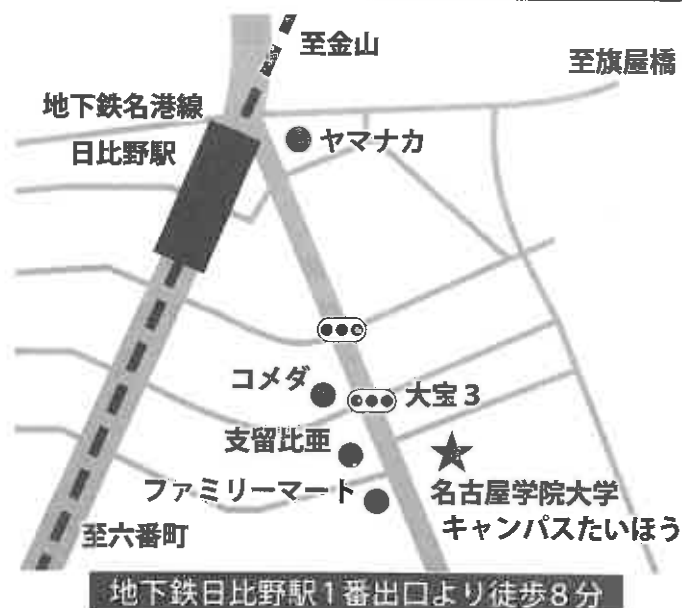 至金山
至旗屋橋
地下鉄名港線
日比野駅
ヤマナカ
コメダ
大宝3
支留比亜
ファミリーマート
名古屋学院大学
キャンパスたいほう
至六番町
地下鉄日比野駅1番出口より徒歩8分